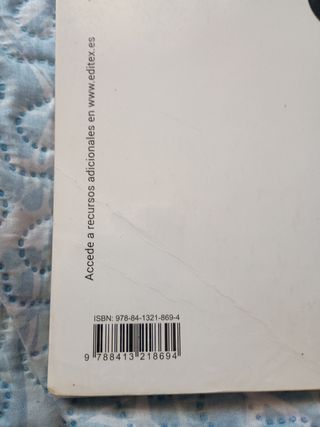 Accede a recursos adicionales en www.editex.es
ISBN: 978-84-1321-869-4
9 788413 218694